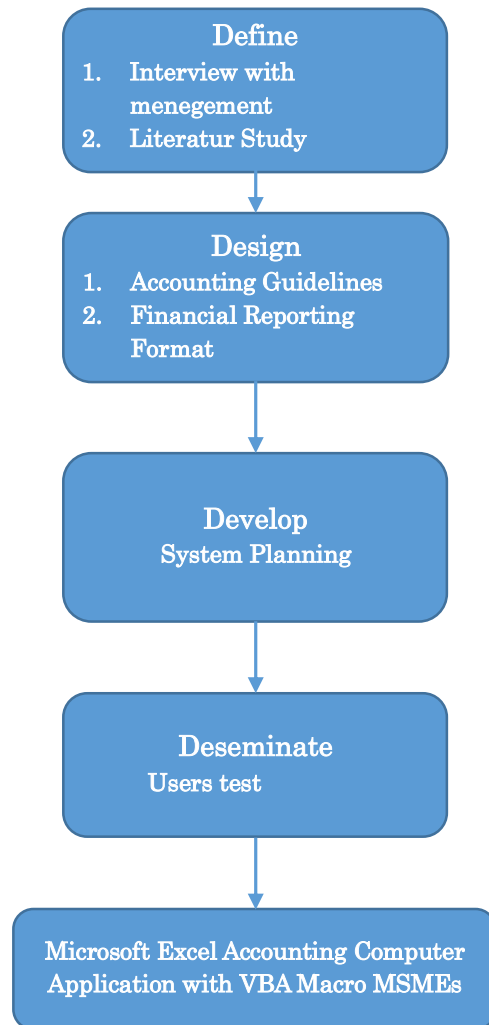 Define
1. Interview with
menegement
2. Literatur Study
Design
1. Accounting Guidelines
2. Financial Reporting
Format
Develop
System Planning
Deseminate
Users test
Microsoft Excel Accounting Computer
Application with VBA Macro MSMEs